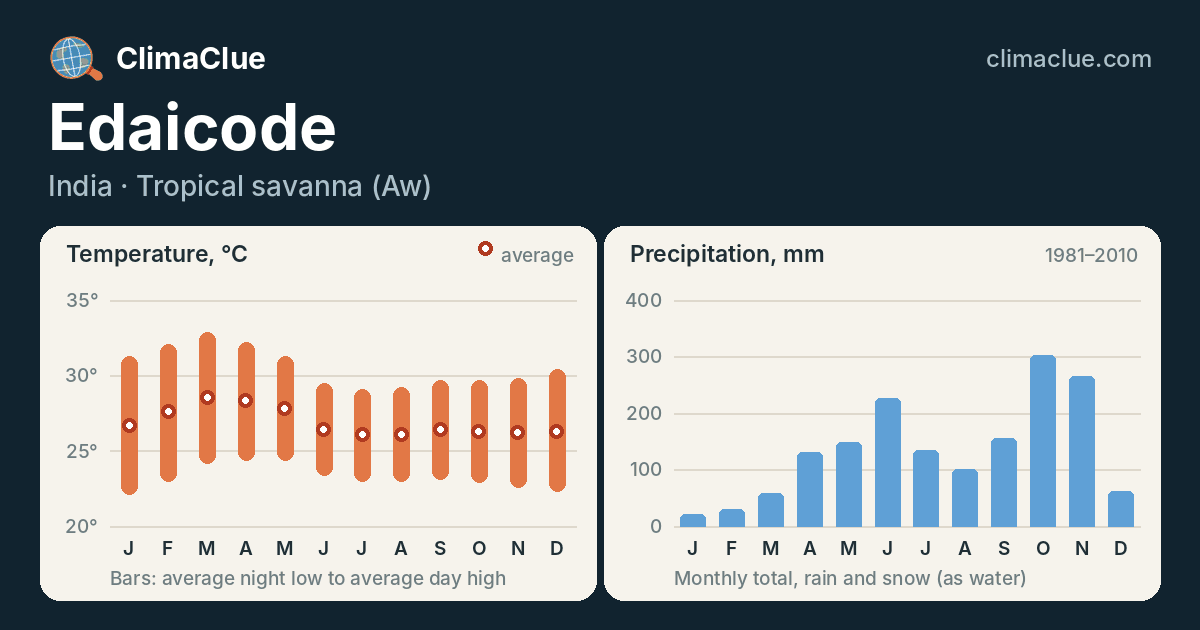 ClimaClue
climaclue.com
Edaicode
India · Tropical savanna (Aw)
Temperature, °C
average
35°
30°
25°
20°
J F M A M J J A S O N D
Bars: average night low to average day high
Precipitation, mm
1981–2010
400
300
200
100
0
J F M A M J J A S O N D
Monthly total, rain and snow (as water)